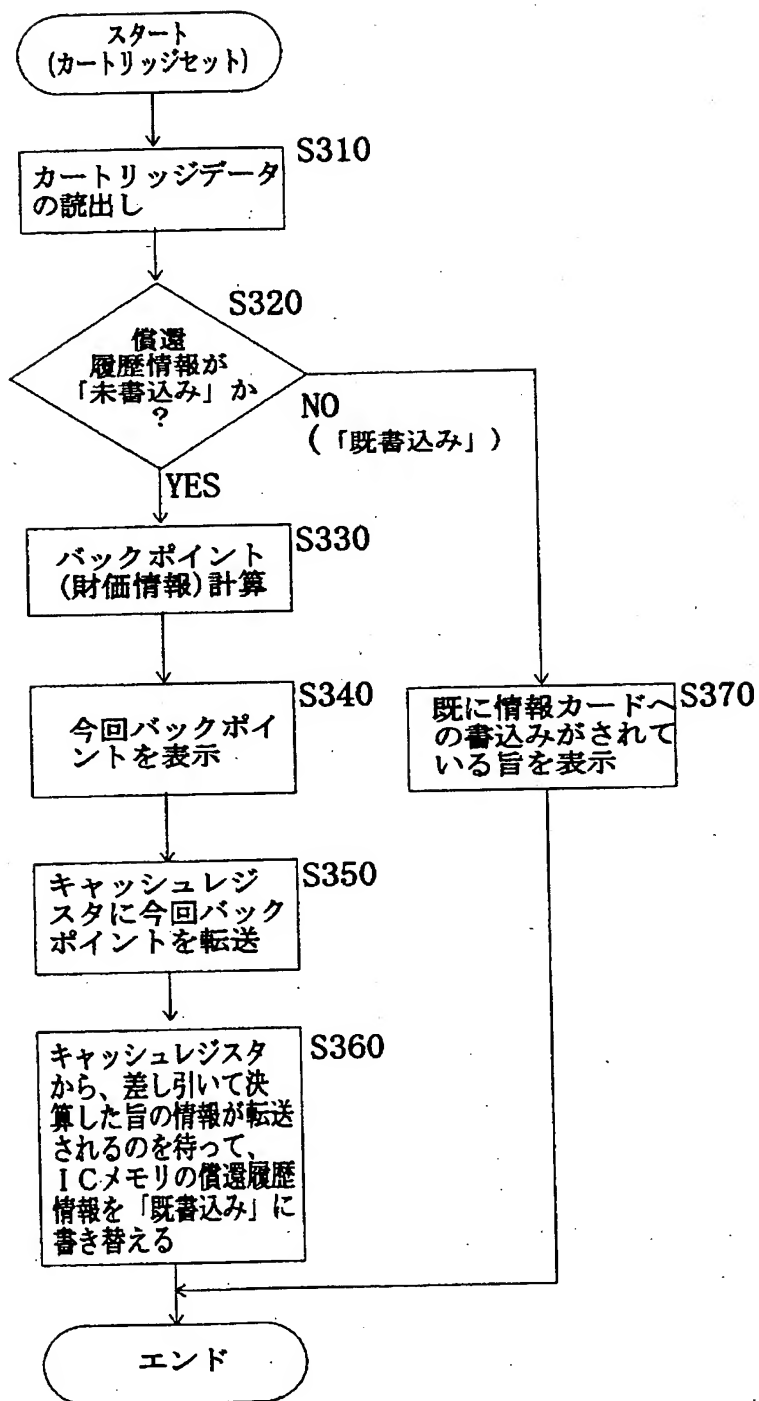 スタート
(カートリッジセット)
S310
カートリッジデータ
の読出し
S320
償還
履歴情報が
「未書込み」か
?
NO
(「既書込み」)
YES
S330
バックポイント
(財価情報)計算
S340
今回バックポイ
ントを表示
S370
既に情報カードへ
の書込みがされて
いる旨を表示
S350
キャッシュレジ
スタに今回バック
ポイントを転送
S360
キャッシュレジスタ
から、差し引いて決
算した旨の情報が転送
されるのを待って、
ICメモリの償還履歴
情報を「既書込み」に
書き替える
エンド